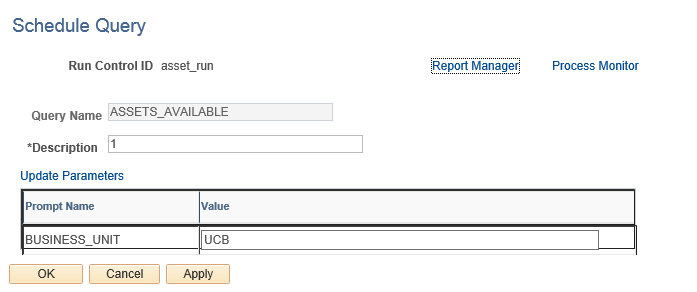 Schedule Query
Run Control ID asset_run Report Manager Process Monitor
Query Name ASSETS_AVAILABLE
*Description 1
Update Parameters
Prompt Name Value
BUSINESS_UNIT UCB
OK Cancel Apply